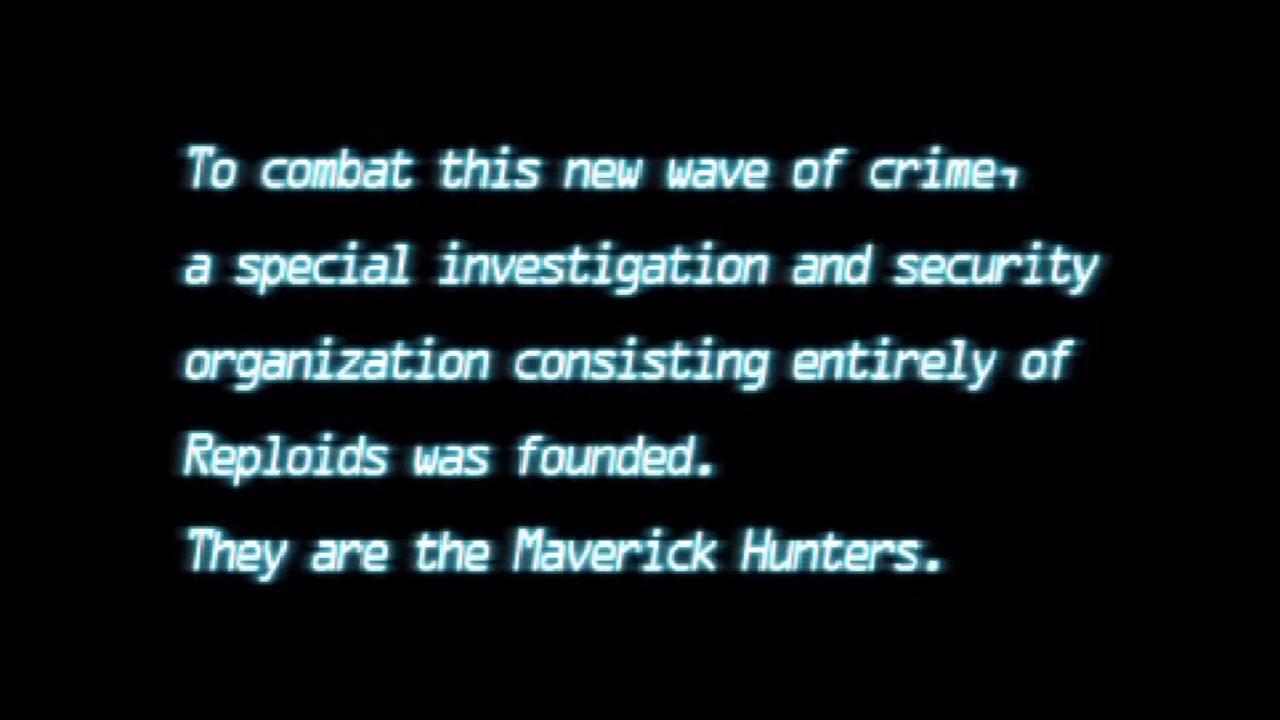 To combat this new wave of crime,
a special investigation and security
organization consisting entirely of
Reploids was founded.
They are the Maverick Hunters.